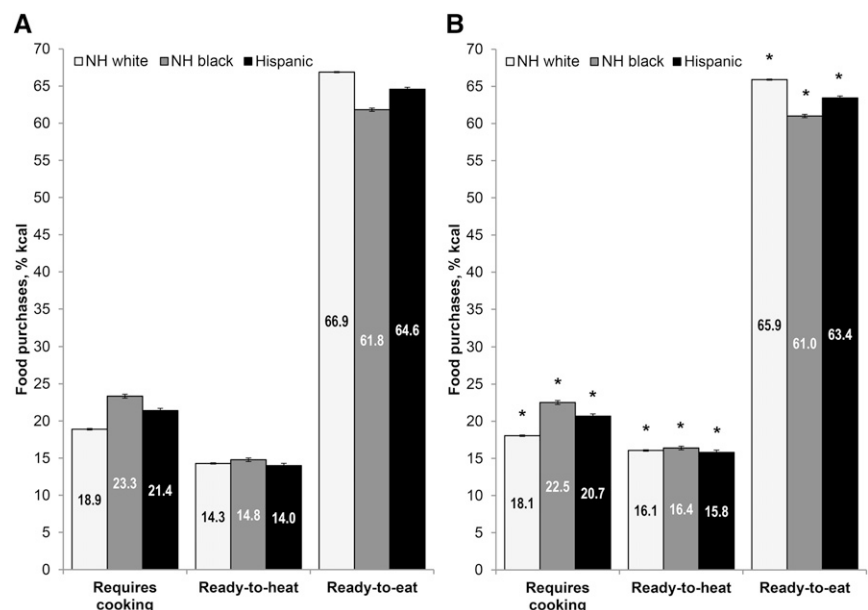 A
Food purchases, % kcal
70
65
60
55
50
45
40
35
30
25
20
15
10
5
0
NH white NH black Hispanic
18.9 23.3 21.4
14.3 14.8 14.0
66.9 61.8 64.6
Requires cooking
Ready-to-heat
Ready-to-eat
B
Food purchases, % kcal
70
65
60
55
50
45
40
35
30
25
20
15
10
5
0
NH white NH black Hispanic
* * *
18.1 22.5 20.7
* * *
16.1 16.4 15.8
* * *
65.9 61.0 63.4
Requires cooking
Ready-to-heat
Ready-to-eat